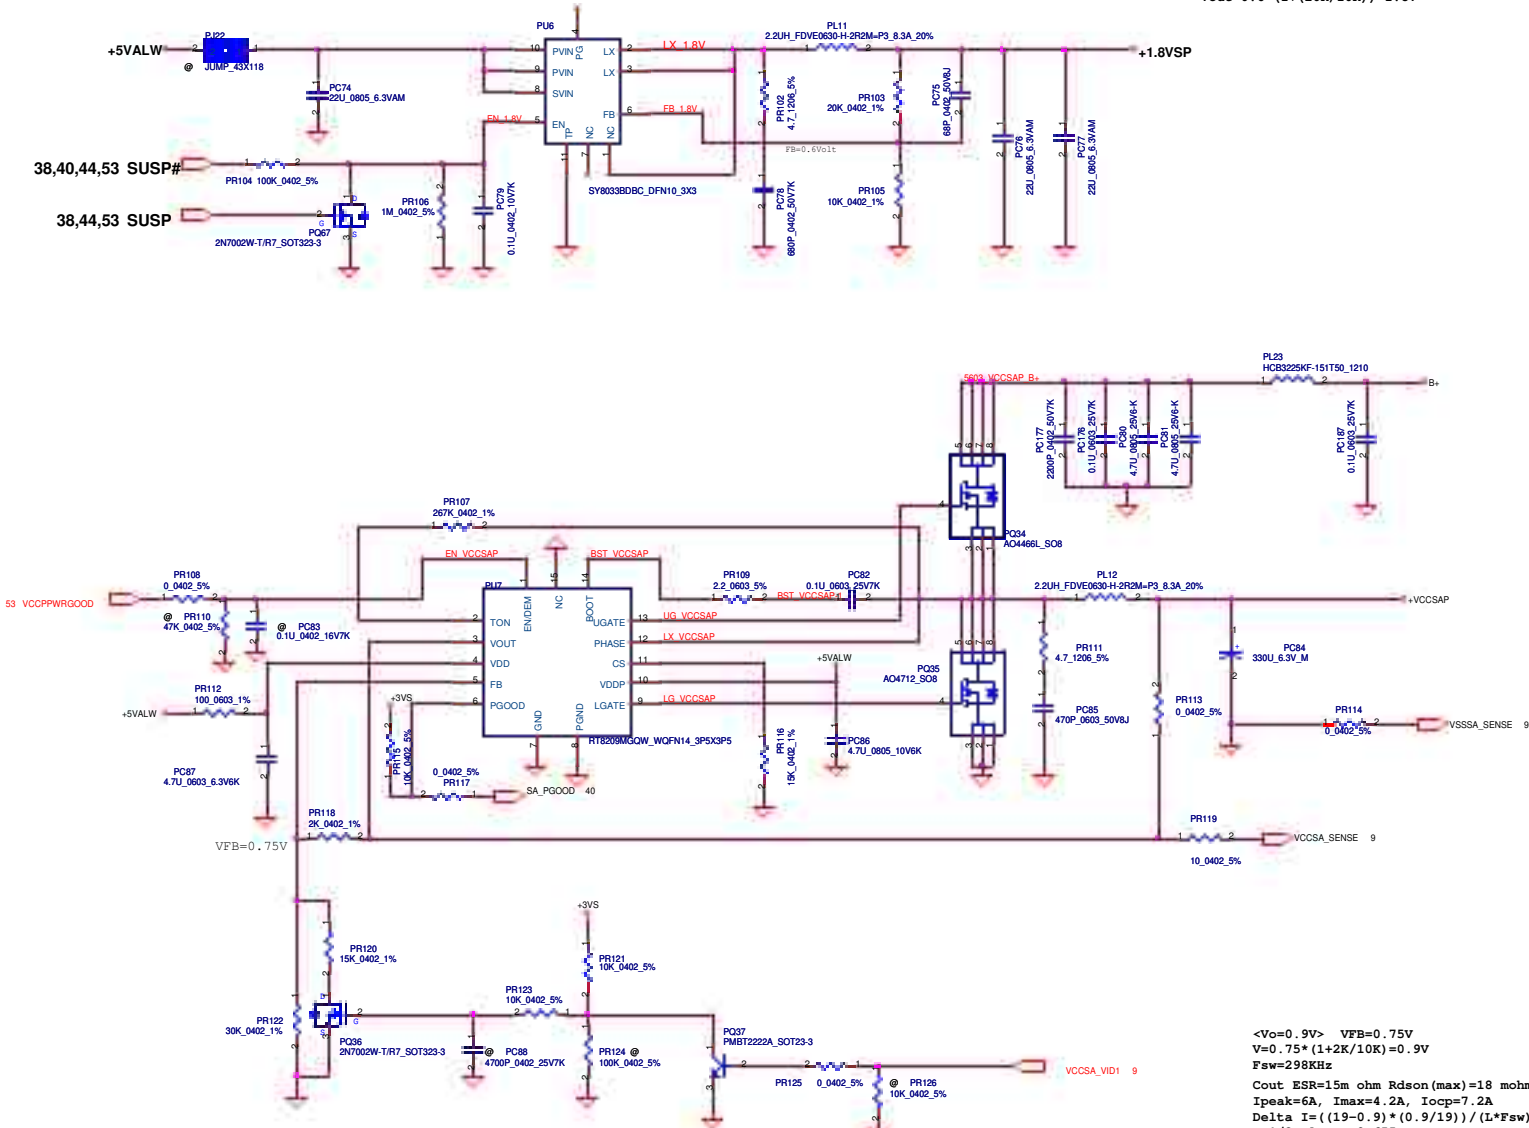 +5VALW
PJ22
JUMP_43X118
@
PC74
22U_0805_6.3VAM
PU6
PVIN
PVIN
SVIN
EN
TP
NC
NC
PG
LX
LX
FB
SY8033BDBC_DFN10_3X3
LX_1.8V
FB_1.8V
EN_1.8V
FB=0.6Volt
PL11
2.2UH_FDVE0630-H-2R2M=P3_8.3A_20%
+1.8VSP
PR102
4.7_1206_5%
PR103
20K_0402_1%
PC75
68P_0402_50V8J
PC76
22U_0805_6.3VAM
PC77
22U_0805_6.3VAM
PC78
680P_0402_50V7K
PR105
10K_0402_1%
38,40,44,53 SUSP#
PR104 100K_0402_5%
38,44,53 SUSP
PQ67
2N7002W-T/R7_SOT323-3
PR106
1M_0402_5%
PC79
0.1U_0402_10V7K
PL23
HCB3225KF-151T50_1210
B+
5603_VCCSAP_B+
PC177
2200P_0402_50V7K
PC176
0.1U_0603_25V7K
PC80
4.7U_0805_25V6-K
PC81
4.7U_0805_25V6-K
PC187
0.1U_0603_25V7K
PQ34
AO4466L_SO8
PR107
267K_0402_1%
EN_VCCSAP
BST_VCCSAP
53 VCCPPWRGOOD
PR108
0_0402_5%
@ PR110
47K_0402_5%
@ PC83
0.1U_0402_16V7K
PR109
2.2_0603_5%
PC82
0.1U_0603_25V7K
BST_VCCSAP
PU7
EN/DEM
NC
BOOT
TON
VOUT
VDD
FB
PGOOD
GND
PGND
UGATE
PHASE
CS
VDDP
LGATE
RT8209MGQW_WQFN14_3P5X3P5
UG_VCCSAP
LX_VCCSAP
LG_VCCSAP
+5VALW
PL12
2.2UH_FDVE0630-H-2R2M=P3_8.3A_20%
+VCCSAP
PR111
4.7_1206_5%
PC85
470P_0603_50V8J
PQ35
AO4712_SO8
PC84
330U_6.3V_M
PR113
0_0402_5%
PR114
0_0402_5%
VSSSA_SENSE 9
PR112
100_0603_1%
+5VALW
PC87
4.7U_0603_6.3V6K
+3VS
PR115
10K_0402_5%
0_0402_5%
PR117
SA_PGOOD 40
PR116
15K_0402_1%
PC86
4.7U_0805_10V6K
PR118
2K_0402_1%
VFB=0.75V
PR119
10_0402_5%
VCCSA_SENSE 9
PR120
15K_0402_1%
PR122
30K_0402_1%
PQ36
2N7002W-T/R7_SOT323-3
+3VS
PR121
10K_0402_5%
PR123
10K_0402_5%
@ PC88
4700P_0402_25V7K
PR124 @
100K_0402_5%
PQ37
PMBT2222A_SOT23-3
PR125 0_0402_5%
@ PR126
10K_0402_5%
VCCSA_VID1 9
<Vo=0.9V> VFB=0.75V
V=0.75*(1+2K/10K)=0.9V
Fsw=298KHz
Cout ESR=15m ohm Rdson(max)=18 mohm
Ipeak=6A, Imax=4.2A, Iocp=7.2A
Delta I=((19-0.9)*(0.9/19))/(L*Fsw)